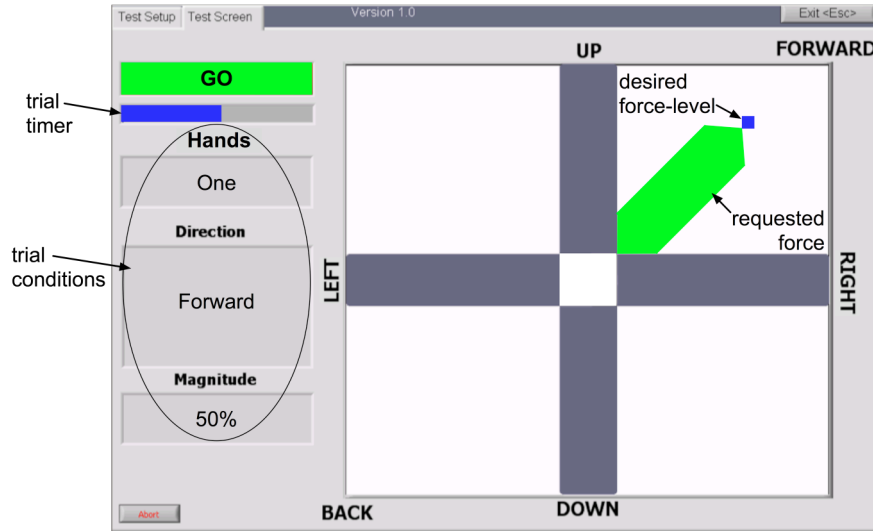 Test Setup
Test Screen
Version 1.0
Exit <Esc>
UP
FORWARD
GO
desired
force-level
trial
timer
Hands
One
requested
force
Direction
trial
conditions
LEFT
RIGHT
Forward
Magnitude
50%
Abort
BACK
DOWN